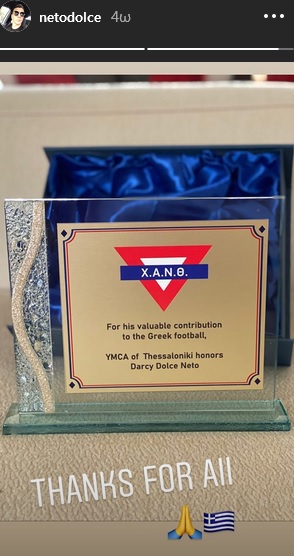 netodolce 4ω
Χ.Α.Ν.Θ.
For his valuable contribution
to the Greek football,
YMCA of Thessaloniki honors
Darcy Dolce Neto
THANKS FOR All